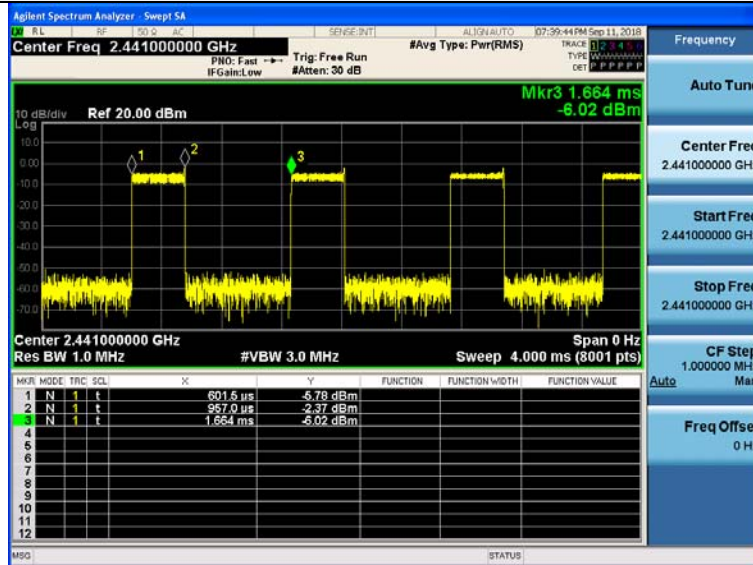 Agilent Spectrum Analyzer - Swept SA
RL RF 50 Ω AC SENSE:INT ALIGNAUTO 07:39:44 PM Sep 11, 2018
Center Freq 2.441000000 GHz #Avg Type: Pwr(RMS) TRACE 1 2 3 4 5 6
PNO: Fast Trig: Free Run TYPE
IFGain:Low #Atten: 30 dB DET P P P P P P
Mkr3 1.664 ms
-6.02 dBm
10 dB/div Ref 20.00 dBm
Log
10.0
0.00
-10.0
-20.0
-30.0
-40.0
-50.0
-60.0
-70.0
1
2
3
Center 2.441000000 GHz Span 0 Hz
Res BW 1.0 MHz #VBW 3.0 MHz Sweep 4.000 ms (8001 pts)
MKR MODE TRC SCL X Y FUNCTION FUNCTION WIDTH FUNCTION VALUE
1 N 1 t 601.5 µs -5.78 dBm
2 N 1 t 957.0 µs -2.37 dBm
3 N 1 t 1.664 ms -6.02 dBm
4
5
6
7
8
9
10
11
12
MSG STATUS
Frequency
Auto Tun
Center Fre
2.441000000 GH
Start Fre
2.441000000 GH
Stop Fre
2.441000000 GH
CF Step
1.000000 MH
Auto Ma
Freq Offse
0 H